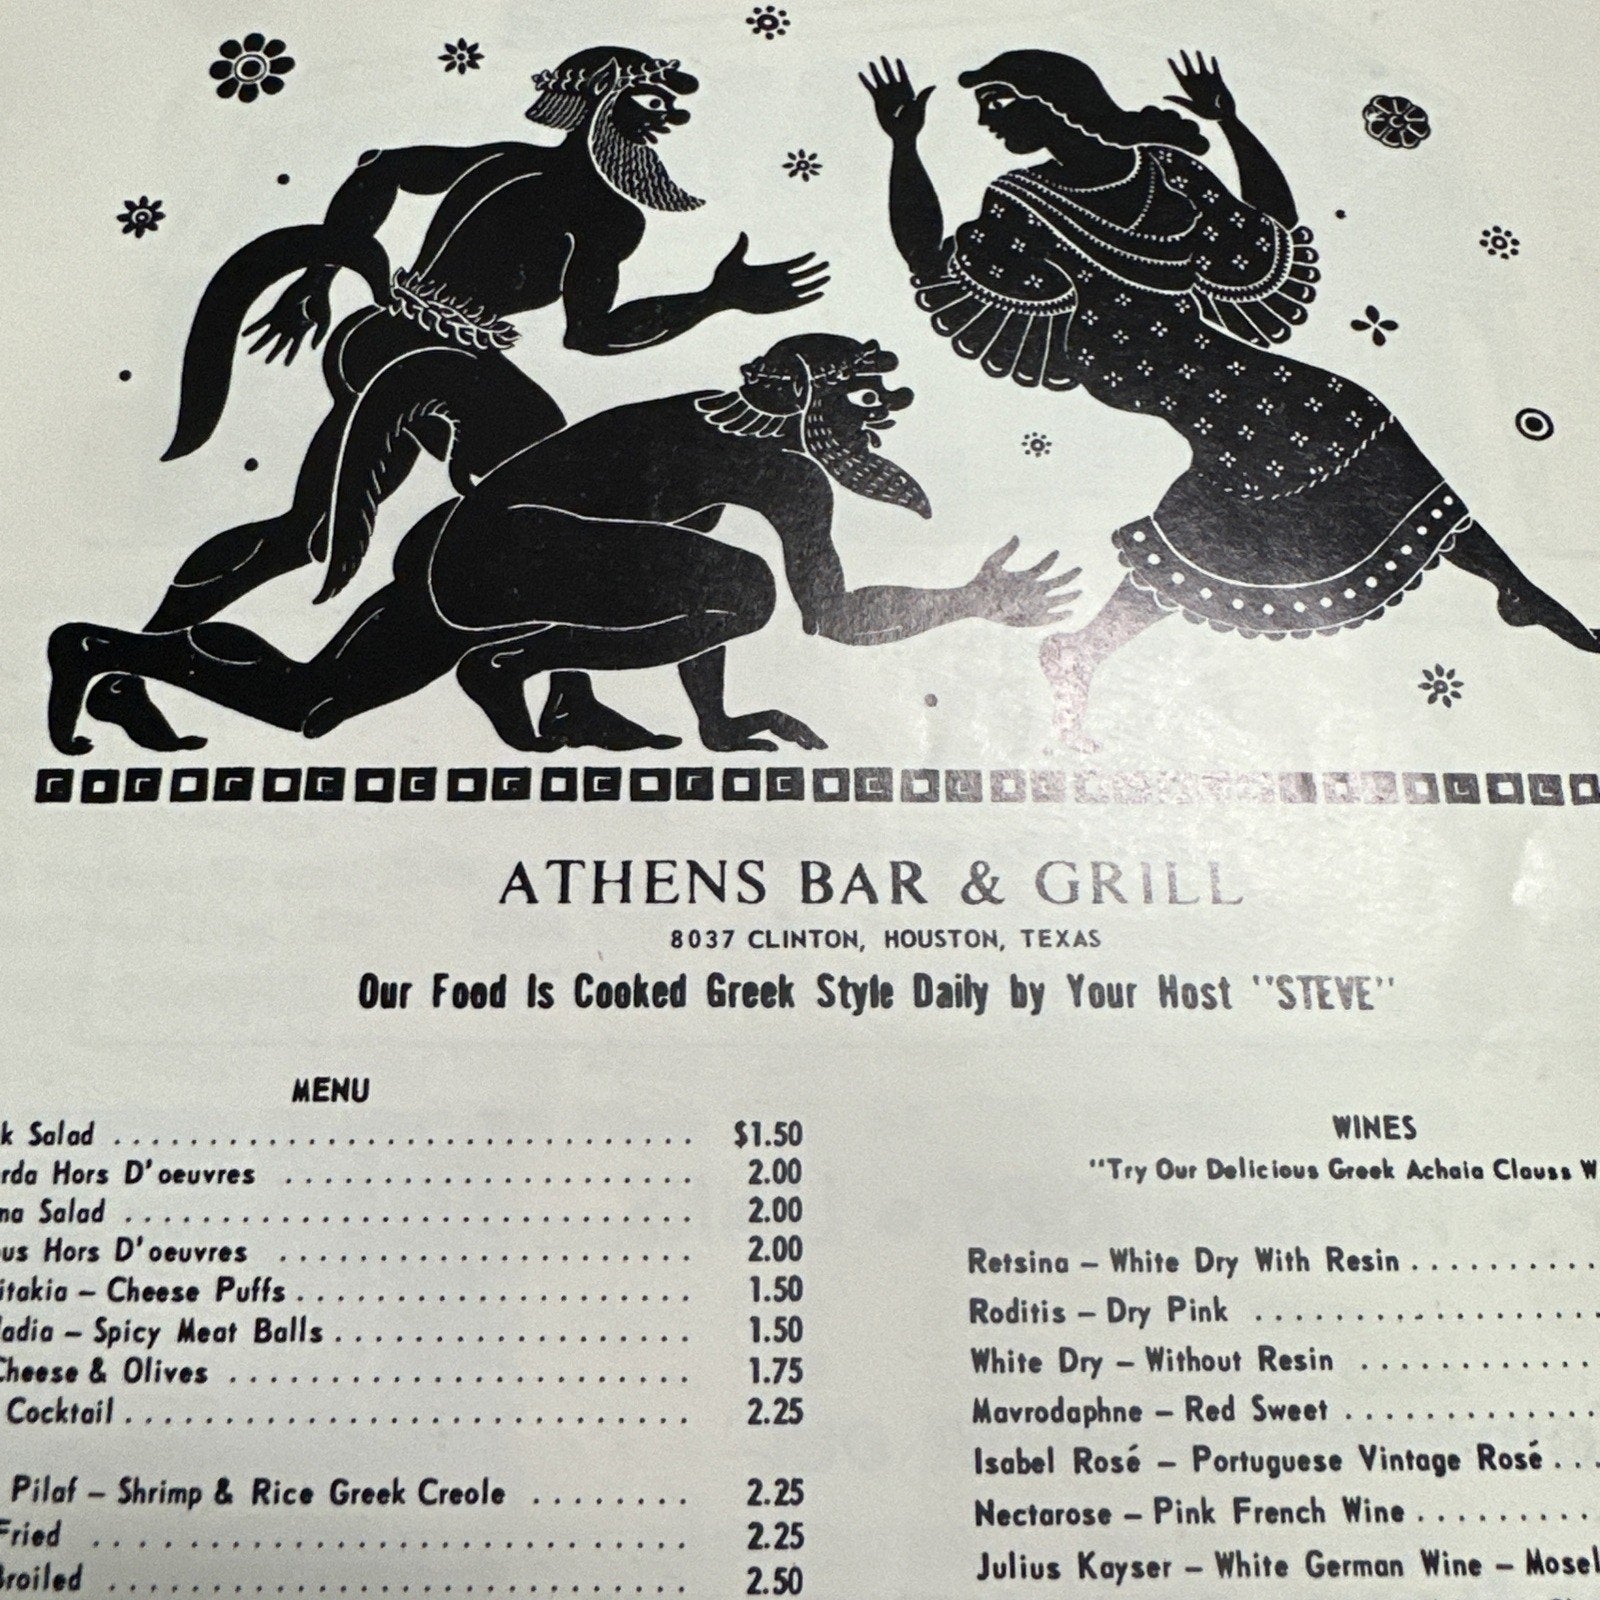 ATHENS BAR & GRILL
8037 CLINTON, HOUSTON, TEXAS
Our Food Is Cooked Greek Style Daily by Your Host "STEVE"
MENU
k Salad . . . . . . . . . . . . . . . . . . . . . . . . . . . . . . $1.50
rda Hors D'oeuvres . . . . . . . . . . . . . . . . . . . . . 2.00
na Salad . . . . . . . . . . . . . . . . . . . . . . . . . . . . . 2.00
ous Hors D'oeuvres . . . . . . . . . . . . . . . . . . . . . 2.00
itakia – Cheese Puffs . . . . . . . . . . . . . . . . . . . . . 1.50
ladia – Spicy Meat Balls . . . . . . . . . . . . . . . . . . . 1.50
Cheese & Olives . . . . . . . . . . . . . . . . . . . . . . . . 1.75
Cocktail . . . . . . . . . . . . . . . . . . . . . . . . . . . . . 2.25
Pilaf – Shrimp & Rice Greek Creole . . . . . . . . 2.25
Fried . . . . . . . . . . . . . . . . . . . . . . . . . . . . . . 2.25
Broiled . . . . . . . . . . . . . . . . . . . . . . . . . . . . . 2.50
WINES
"Try Our Delicious Greek Achaia Clauss W
Retsina – White Dry With Resin . . . . . . . . . .
Roditis – Dry Pink . . . . . . . . . . . . . . . . .
White Dry – Without Resin . . . . . . . . . . . .
Mavrodaphne – Red Sweet . . . . . . . . . . . . .
Isabel Rosé – Portuguese Vintage Rosé . . .
Nectarose – Pink French Wine . . . . . . . . . .
Julius Kayser – White German Wine – Mosel